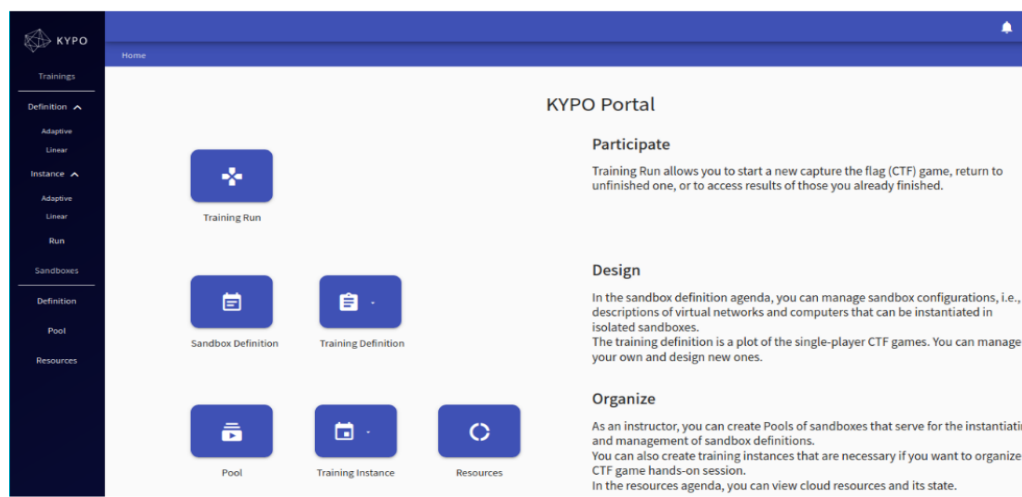 KYPO
Home
Trainings
Definition
Adaptive
Linear
Instance
Adaptive
Linear
Run
Sandboxes
Definition
Pool
Resources
KYPO Portal
Training Run
Participate
Training Run allows you to start a new capture the flag (CTF) game, return to
unfinished one, or to access results of those you already finished.
Sandbox Definition
Training Definition
Design
In the sandbox definition agenda, you can manage sandbox configurations, i.e.,
descriptions of virtual networks and computers that can be instantiated in
isolated sandboxes.
The training definition is a plot of the single-player CTF games. You can manage
your own and design new ones.
Pool
Training Instance
Resources
Organize
As an instructor, you can create Pools of sandboxes that serve for the instantiati
and management of sandbox definitions.
You can also create training instances that are necessary if you want to organize
CTF game hands-on session.
In the resources agenda, you can view cloud resources and its state.